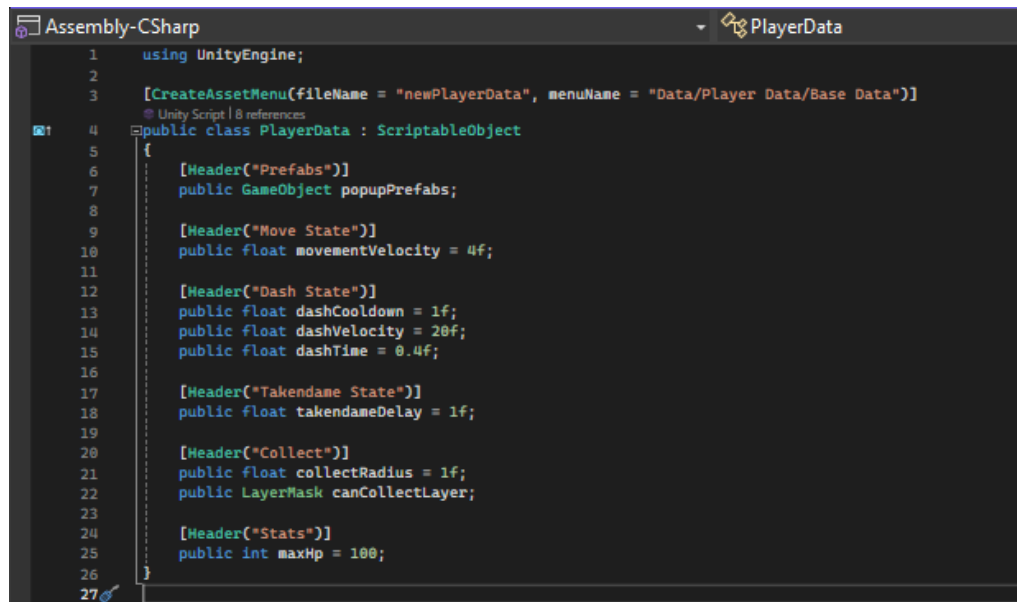 Assembly-CSharp PlayerData
1 using UnityEngine;
2
3 [CreateAssetMenu(fileName = "newPlayerData", menuName = "Data/Player Data/Base Data")]
Unity Script | 8 references
4 public class PlayerData : ScriptableObject
5 {
6 [Header("Prefabs")]
7 public GameObject popupPrefabs;
8
9 [Header("Move State")]
10 public float movementVelocity = 4f;
11
12 [Header("Dash State")]
13 public float dashCooldown = 1f;
14 public float dashVelocity = 20f;
15 public float dashTime = 0.4f;
16
17 [Header("Takendame State")]
18 public float takendameDelay = 1f;
19
20 [Header("Collect")]
21 public float collectRadius = 1f;
22 public LayerMask canCollectLayer;
23
24 [Header("Stats")]
25 public int maxHp = 100;
26 }
27